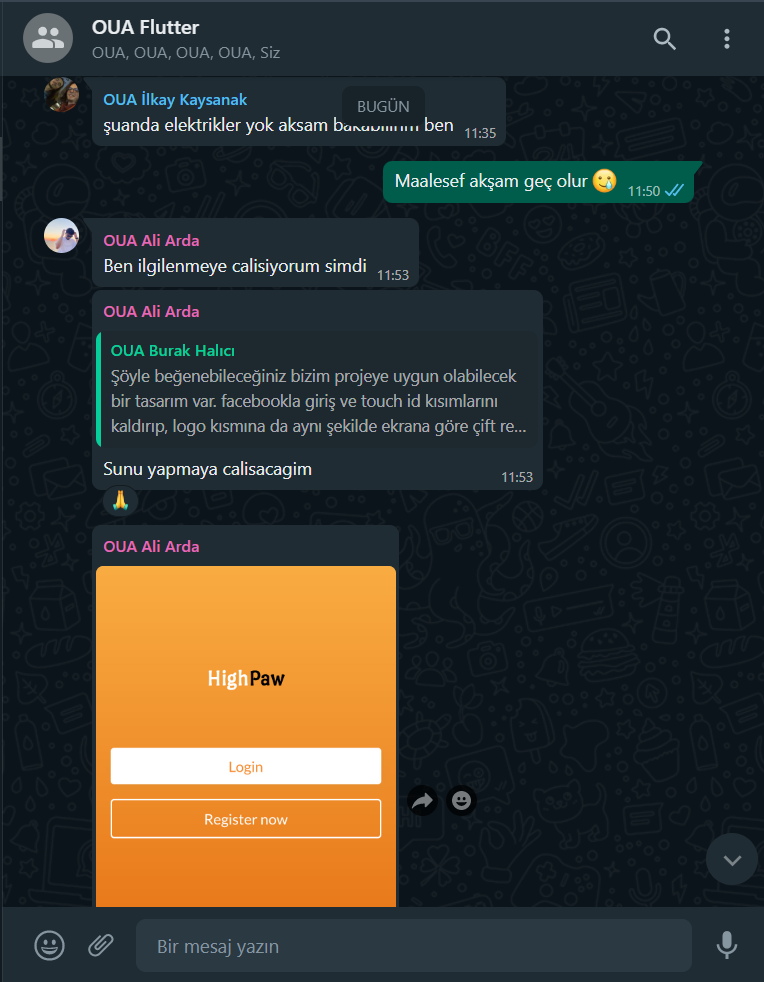 OUA Flutter
OUA, OUA, OUA, OUA, Siz
OUA İlkay Kaysanak
BUGÜN
şuanda elektrikler yok aksam bakabilirim ben
11:35
Maalesef akşam geç olur 🥲
11:50
OUA Ali Arda
Ben ilgilenmeye calisiyorum simdi
11:53
OUA Ali Arda
OUA Burak Halıcı
Şöyle beğenebileceğiniz bizim projeye uygun olabilecek
bir tasarım var. facebookla giriş ve touch id kısımlarını
kaldırıp, logo kısmına da aynı şekilde ekrana göre çift re...
Sunu yapmaya calisacagim
11:53
🙏
OUA Ali Arda
HighPaw
Login
Register now
Bir mesaj yazın